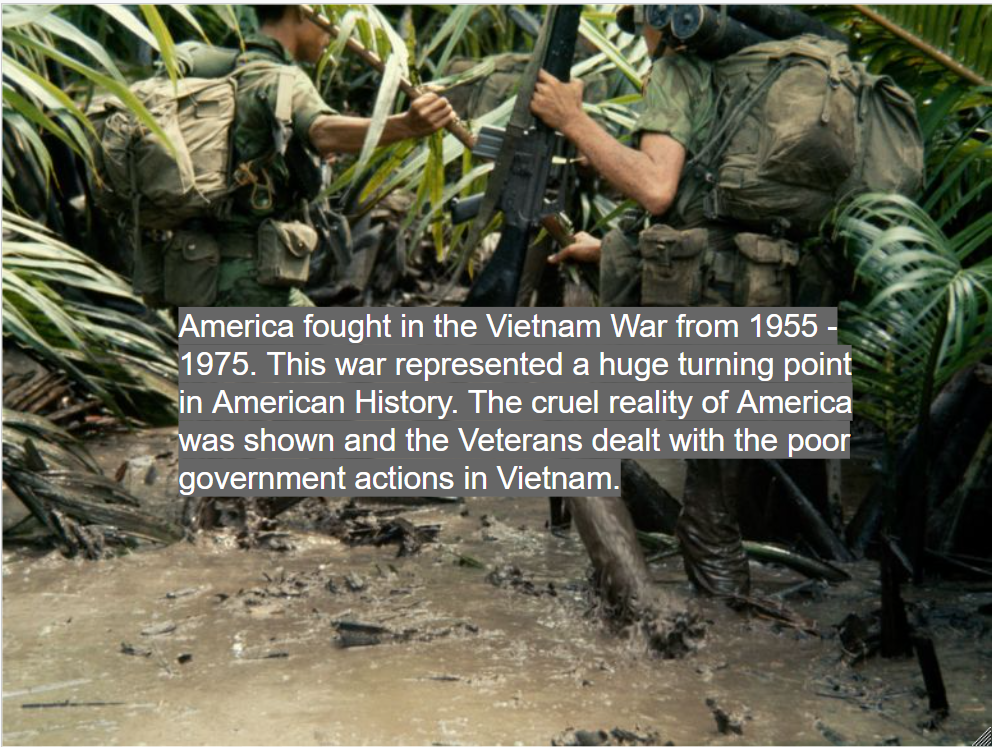 America fought in the Vietnam War from 1955 -
1975. This war represented a huge turning point
in American History. The cruel reality of America
was shown and the Veterans dealt with the poor
government actions in Vietnam.